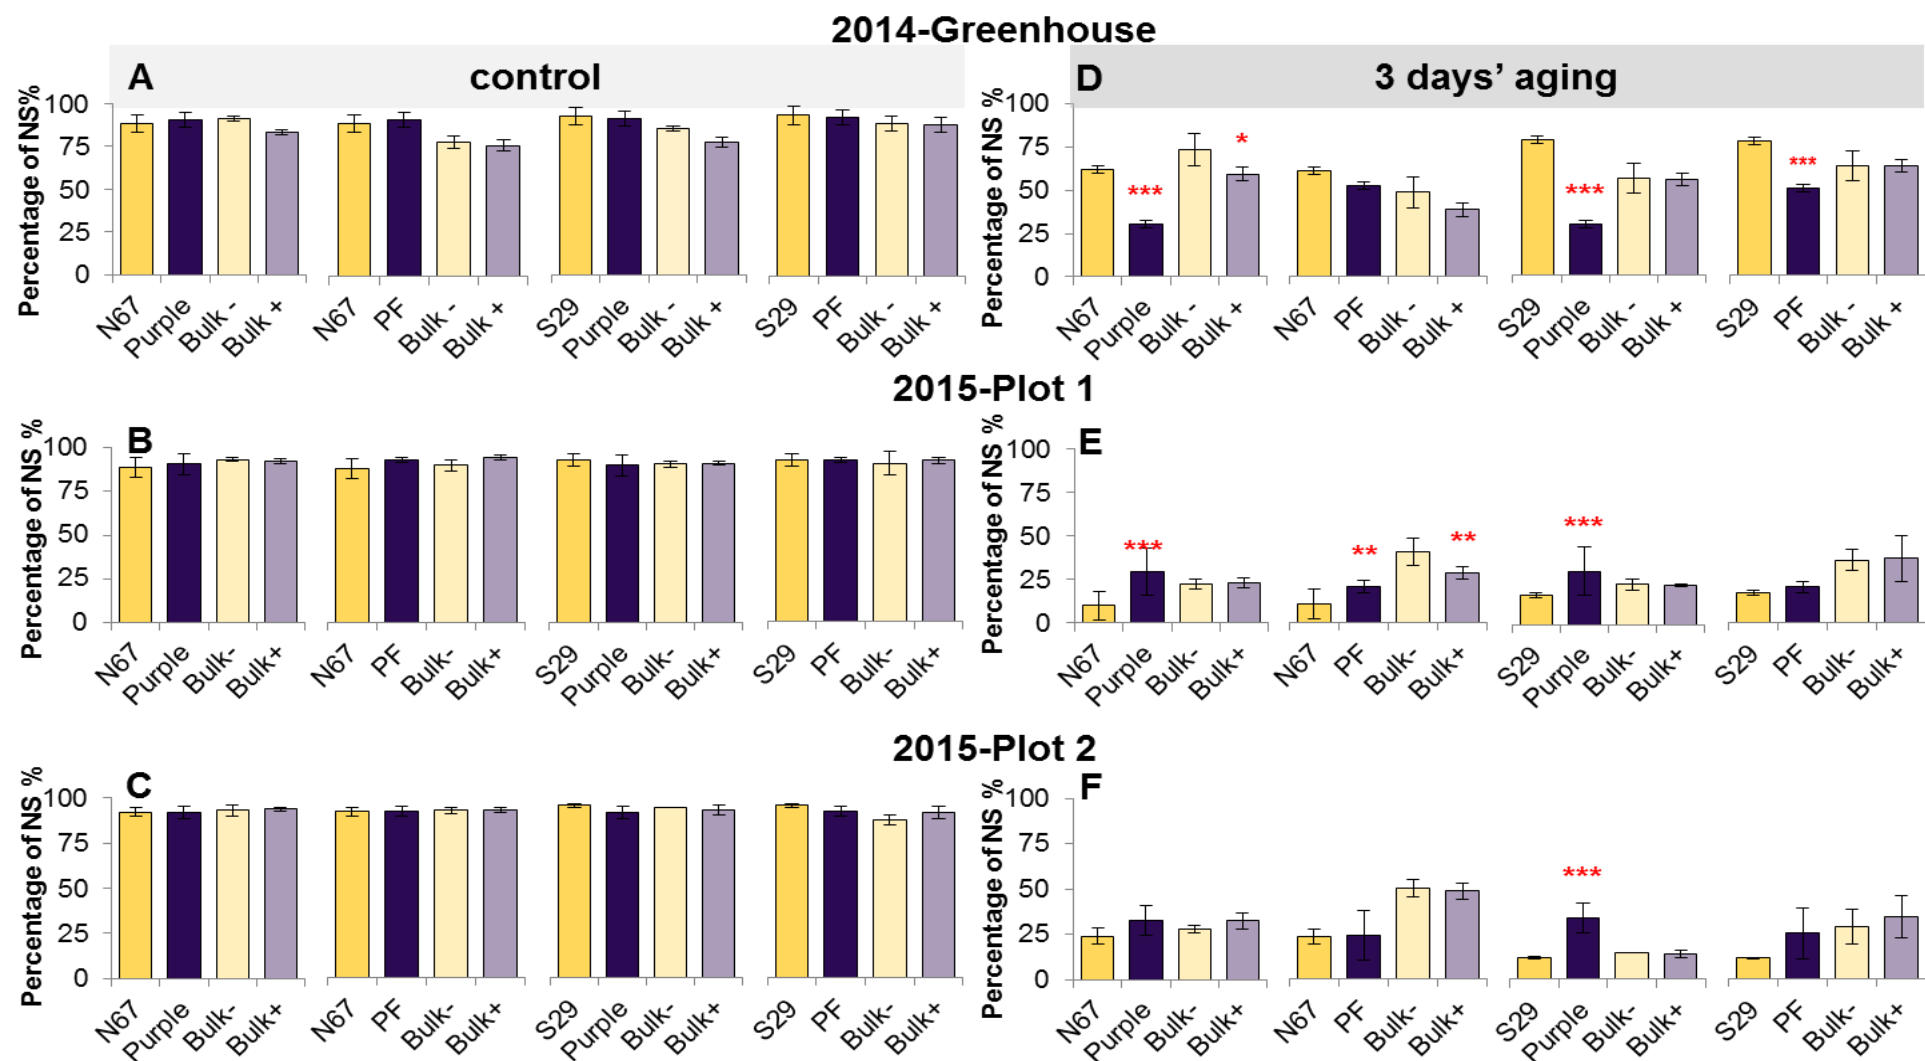 2014-Greenhouse
A control
D 3 days’ aging
Percentage of NS%
100
75
50
25
0
N67 Purple Bulk - Bulk +
N67 PF Bulk - Bulk +
S29 Purple Bulk - Bulk +
S29 PF Bulk - Bulk +
Percentage of NS %
100
75
50
25
0
***
*
***
***
N67 Purple Bulk - Bulk +
N67 PF Bulk - Bulk +
S29 Purple Bulk - Bulk +
S29 PF Bulk - Bulk +
2015-Plot 1
B
Percentage of NS %
100
75
50
25
0
N67 Purple Bulk- Bulk+
N67 PF Bulk- Bulk+
S29 Purple Bulk- Bulk+
S29 PF Bulk- Bulk+
E
Percentage of NS %
100
75
50
25
0
***
**
**
***
N67 Purple Bulk- Bulk+
N67 PF Bulk- Bulk+
S29 Purple Bulk- Bulk+
S29 PF Bulk- Bulk+
2015-Plot 2
C
Percentage of NS %
100
75
50
25
0
N67 Purple Bulk- Bulk+
N67 PF Bulk- Bulk+
S29 Purple Bulk- Bulk+
S29 PF Bulk- Bulk+
F
Percentage of NS %
100
75
50
25
0
***
N67 Purple Bulk- Bulk+
N67 PF Bulk- Bulk+
S29 Purple Bulk- Bulk+
S29 PF Bulk- Bulk+